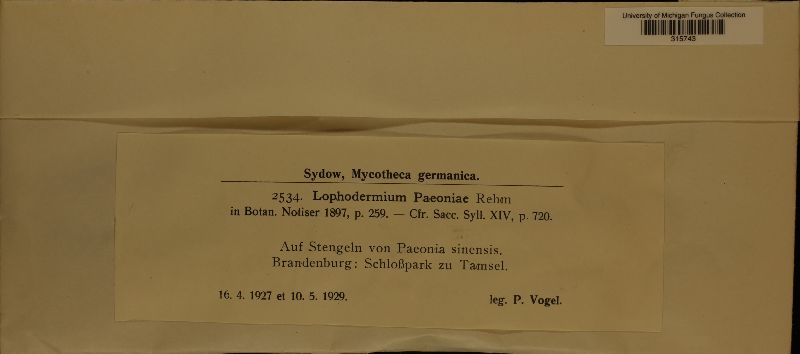 University of Michigan Fungus Collection
315743
Sydow, Mycotheca germanica.
2534. Lophodermium Paeoniae Rehm
in Botan. Notiser 1897, p. 259. — Cfr. Sacc. Syll. XIV, p. 720.
Auf Stengeln von Paeonia sinensis.
Brandenburg: Schloßpark zu Tamsel.
16. 4. 1927 et 10. 5. 1929. leg. P. Vogel.